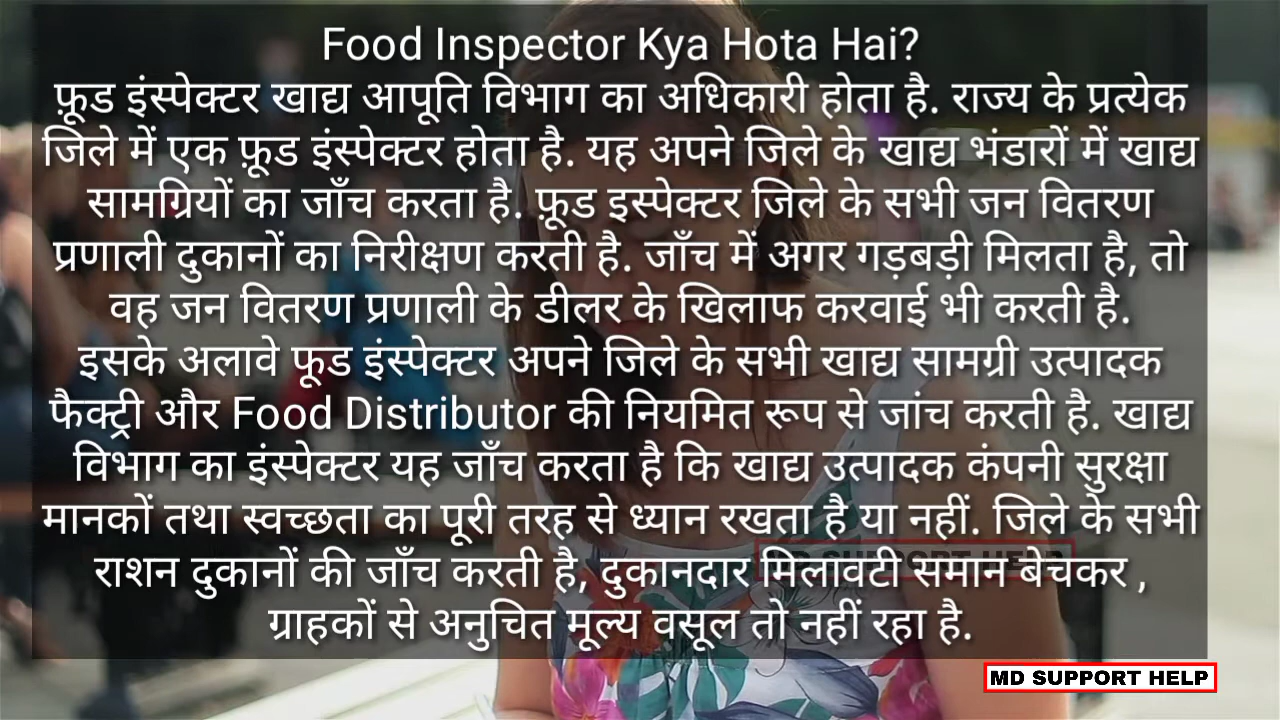 Food Inspector Kya Hota Hai?
फ़ूड इंस्पेक्टर खाद्य आपूति विभाग का अधिकारी होता है. राज्य के प्रत्येक
जिले में एक फ़ूड इंस्पेक्टर होता है. यह अपने जिले के खाद्य भंडारों में खाद्य
सामग्रियों का जाँच करता है. फ़ूड इस्पेक्टर जिले के सभी जन वितरण
प्रणाली दुकानों का निरीक्षण करती है. जाँच में अगर गड़बड़ी मिलता है, तो
वह जन वितरण प्रणाली के डीलर के खिलाफ करवाई भी करती है.
इसके अलावे फूड इंस्पेक्टर अपने जिले के सभी खाद्य सामग्री उत्पादक
फैक्ट्री और Food Distributor की नियमित रूप से जांच करती है. खाद्य
विभाग का इंस्पेक्टर यह जाँच करता है कि खाद्य उत्पादक कंपनी सुरक्षा
मानकों तथा स्वच्छता का पूरी तरह से ध्यान रखता है या नहीं. जिले के सभी
राशन दुकानों की जाँच करती है, दुकानदार मिलावटी समान बेचकर ,
ग्राहकों से अनुचित मूल्य वसूल तो नहीं रहा है.
MD SUPPORT HELP
MD SUPPORT HELP